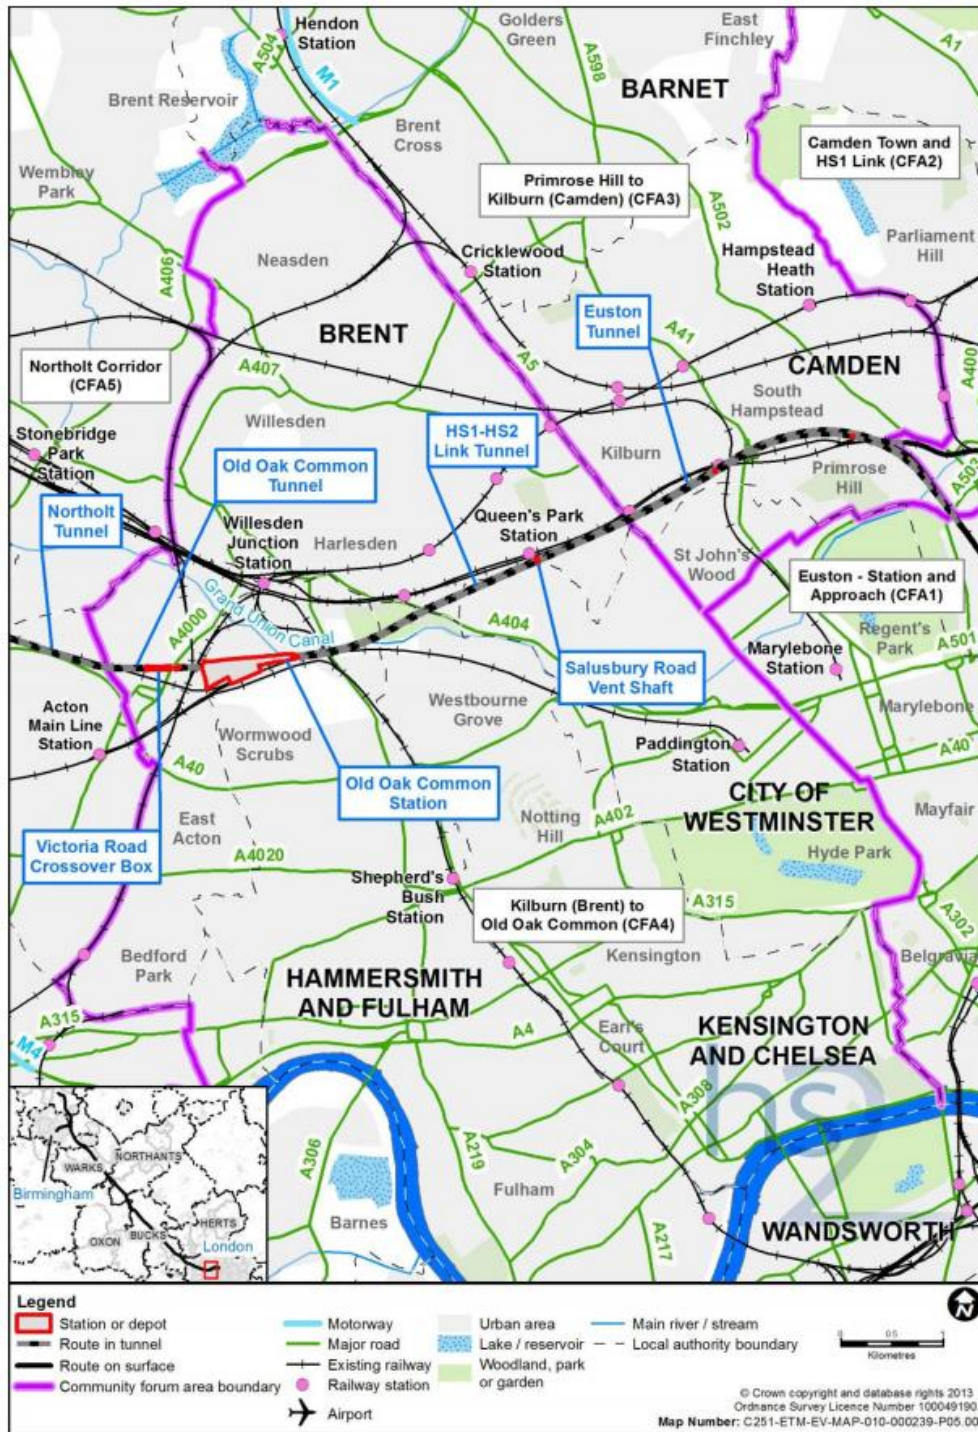 Hendon
Station
Golders
Green
East
Finchley
A504
M1
A598
A1
BARNET
Brent Reservoir
Brent
Cross
Camden Town and
HS1 Link (CFA2)
Wembley
Park
Primrose Hill to
Kilburn (Camden) (CFA3)
A502
Parliament
Hill
Neasden
Cricklewood
Station
Hampstead
Heath
Station
A406
Euston
Tunnel
BRENT
A41
A5
A400
Northolt Corridor
(CFA5)
A407
CAMDEN
South
Hampstead
Willesden
Stonebridge
Park
Station
HS1-HS2
Link Tunnel
Kilburn
Old Oak Common
Tunnel
Primrose
Hill
A503
Northolt
Tunnel
Willesden
Junction
Station
Harlesden
Queen's Park
Station
St John's
Wood
Euston - Station and
Approach (CFA1)
Grand Union Canal
A4000
A404
Regent's
Park
A501
Marylebone
Station
Salusbury Road
Vent Shaft
Westbourne
Grove
Marylebone
Acton
Main Line
Station
Wormwood
Scrubs
Paddington
Station
A40
A40
Old Oak Common
Station
CITY OF
WESTMINSTER
East
Acton
Notting
Hill
A402
Mayfair
Victoria Road
Crossover Box
A4020
Hyde Park
Shepherd's
Bush
Station
Kilburn (Brent) to
Old Oak Common (CFA4)
A315
A302
Bedford
Park
Kensington
Belgravia
HAMMERSMITH
AND FULHAM
A315
A4
Earl's
Court
KENSINGTON
AND CHELSEA
M4
A308
hs2
A306
A219
A304
WARKS
NORTHANTS
Birmingham
Fulham
HERTS
BUCKS
OXON
London
Barnes
A217
WANDSWORTH
Legend
Station or depot
Route in tunnel
Route on surface
Community forum area boundary
Motorway
Major road
Existing railway
Railway station
Airport
Urban area
Lake / reservoir
Woodland, park
or garden
Main river / stream
Local authority boundary
N
0 0.5 1
Kilometres
© Crown copyright and database rights 2013
Ordnance Survey Licence Number 100049190
Map Number: C251-ETM-EV-MAP-010-000239-P05.00